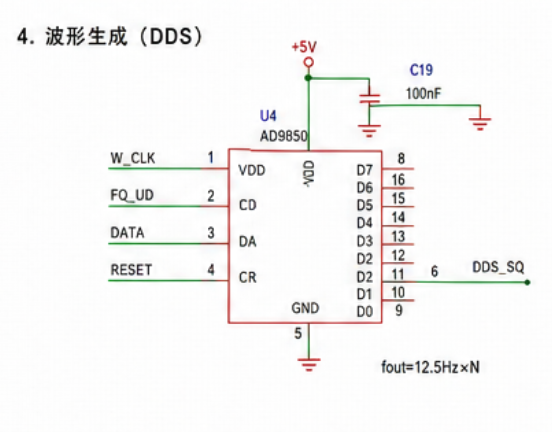 4. 波形生成（DDS）
+5V
C19
100nF
U4
AD9850
W_CLK 1 VDD
FQ_UD 2 CD
DATA 3 DA
RESET 4 CR
VDD
D7 8
D6 16
D5 15
D4 14
D3 13
D2 12
D2 11 6 DDS_SQ
D1 10
D0 9
GND
5
fout=12.5Hz×N